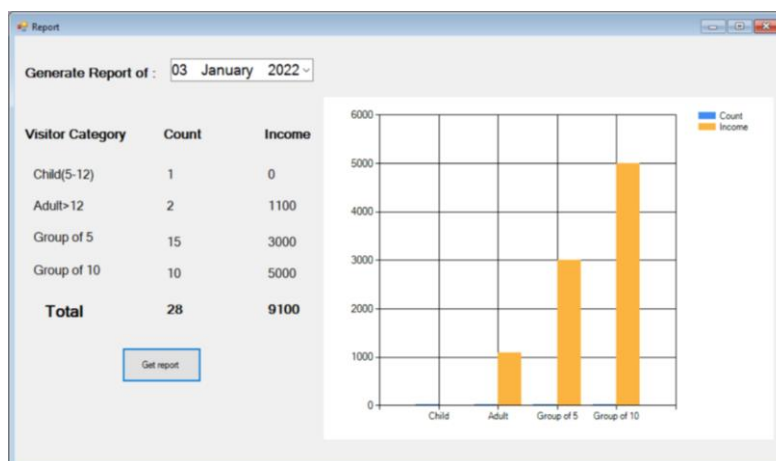 Report
Generate Report of : 03 January 2022
Visitor Category Count Income
Child(5-12) 1 0
Adult>12 2 1100
Group of 5 15 3000
Group of 10 10 5000
Total 28 9100
Get report
6000
5000
4000
3000
2000
1000
0
Child Adult Group of 5 Group of 10
Count
Income